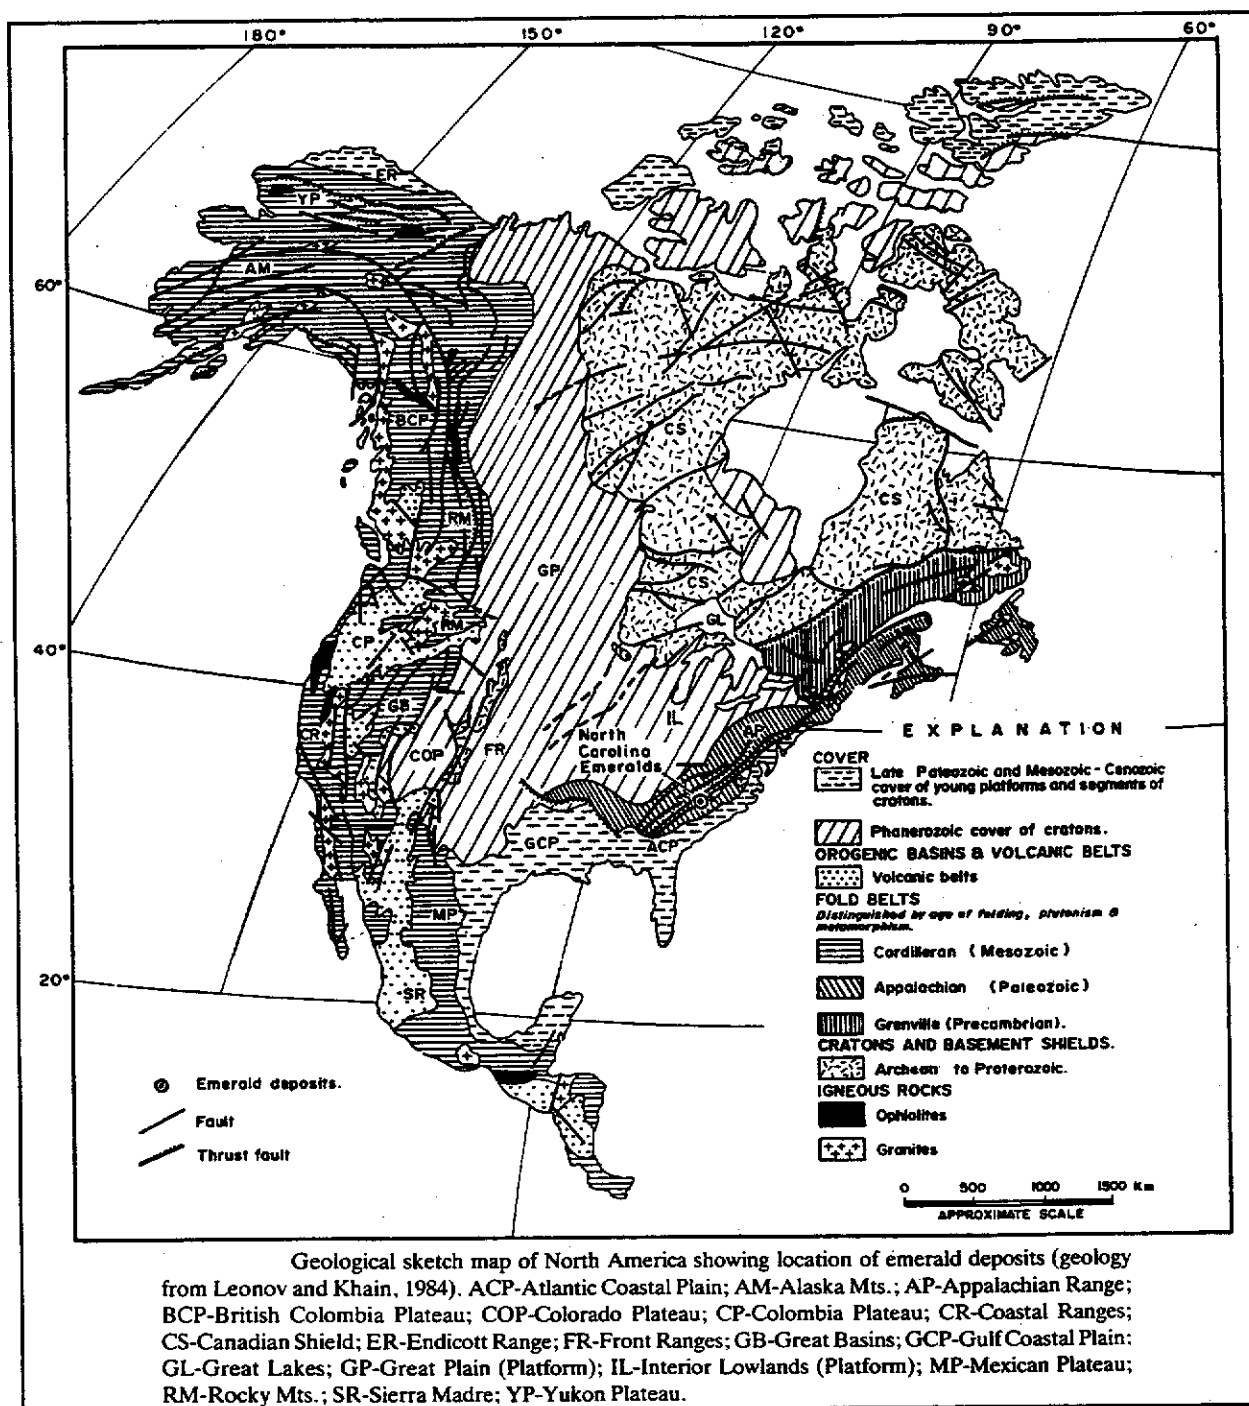 180° 150° 120° 90° 60°
ER
YP
AM
60°
BCP
CS
CS
RM
GP
CS
GL
RM
CP
40°
GB
IL
CR
AP
FR
COP
North
Carolina
Emeralds
GCP
ACP
MP
20°
SR
EXPLANATION
COVER
Late Paleozoic and Mesozoic - Cenozoic
cover of young platforms and segments of
cratons.
Phanerozoic cover of cratons.
OROGENIC BASINS & VOLCANIC BELTS
Volcanic belts
FOLD BELTS
Distinguished by age of folding, plutonism &
metamorphism.
Cordilleran (Mesozoic)
Appalachian (Paleozoic)
Grenville (Precambrian).
CRATONS AND BASEMENT SHIELDS.
Archean to Proterozoic.
IGNEOUS ROCKS
Ophiolites
Granites
Emerald deposits.
Fault
Thrust fault
0 500 1000 1500 Km
APPROXIMATE SCALE
Geological sketch map of North America showing location of emerald deposits (geology
from Leonov and Khain, 1984). ACP-Atlantic Coastal Plain; AM-Alaska Mts.; AP-Appalachian Range;
BCP-British Colombia Plateau; COP-Colorado Plateau; CP-Colombia Plateau; CR-Coastal Ranges;
CS-Canadian Shield; ER-Endicott Range; FR-Front Ranges; GB-Great Basins; GCP-Gulf Coastal Plain:
GL-Great Lakes; GP-Great Plain (Platform); IL-Interior Lowlands (Platform); MP-Mexican Plateau;
RM-Rocky Mts.; SR-Sierra Madre; YP-Yukon Plateau.